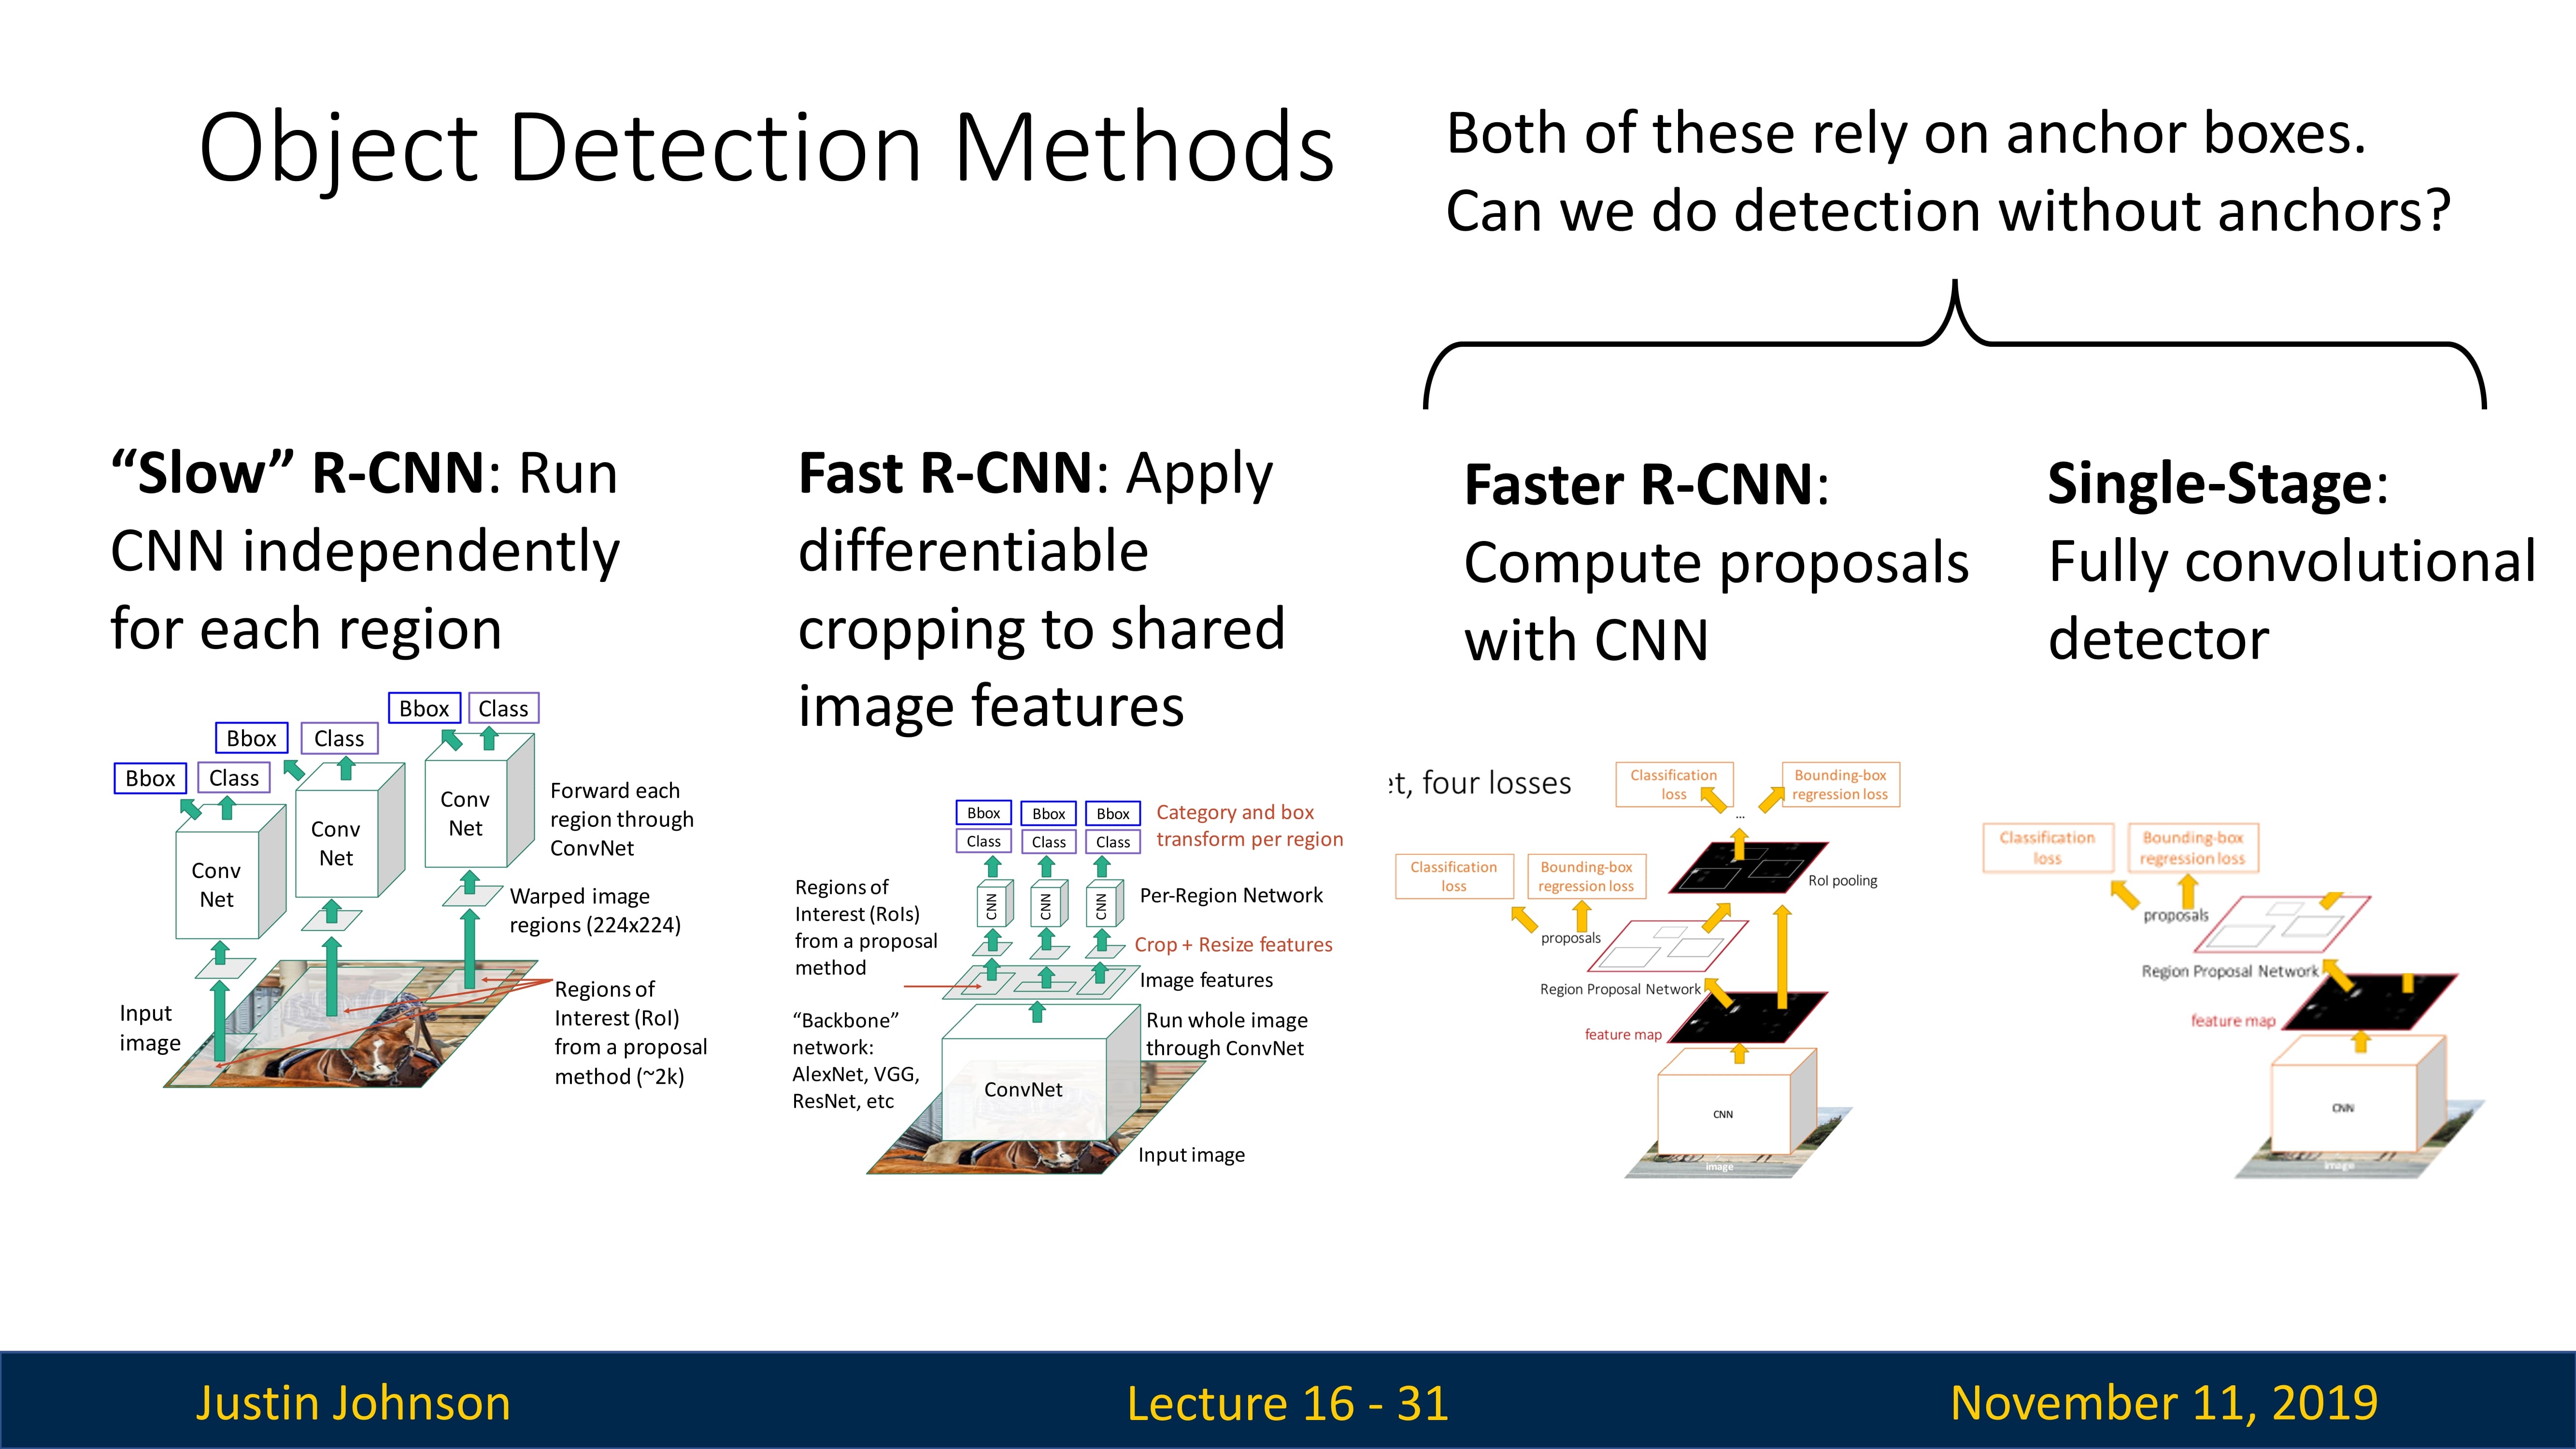 Object Detection Methods
Both of these rely on anchor boxes.
Can we do detection without anchors?
“Slow” R-CNN: Run
CNN independently
for each region
Bbox
Class
Bbox
Class
Bbox
Class
Conv
Net
Conv
Net
Conv
Net
Forward each
region through
ConvNet
Warped image
regions (224x224)
Input
image
Regions of
Interest (RoI)
from a proposal
method (~2k)
Fast R-CNN: Apply
differentiable
cropping to shared
image features
Bbox
Bbox
Bbox
Class
Class
Class
Category and box
transform per region
CNN
CNN
CNN
Per-Region Network
Regions of
Interest (RoIs)
from a proposal
method
Crop + Resize features
Image features
“Backbone”
network:
AlexNet, VGG,
ResNet, etc
Run whole image
through ConvNet
ConvNet
Input image
Faster R-CNN:
Compute proposals
with CNN
et, four losses
Classification
loss
Bounding-box
regression loss
...
RoI pooling
Classification
loss
Bounding-box
regression loss
proposals
Region Proposal Network
feature map
CNN
image
Single-Stage:
Fully convolutional
detector
Classification
loss
Bounding-box
regression loss
proposals
Region Proposal Network
feature map
CNN
image
Justin Johnson
Lecture 16 - 31
November 11, 2019